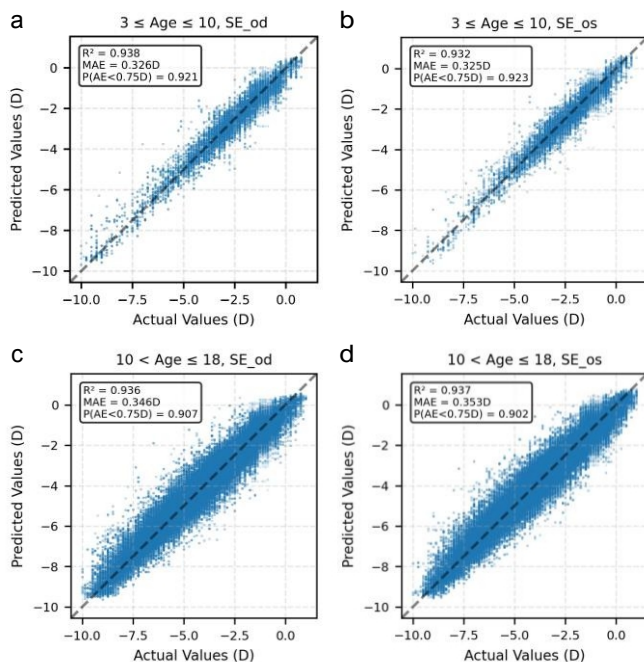 a
3 ≤ Age ≤ 10, SE_od
R² = 0.938
MAE = 0.326D
P(AE<0.75D) = 0.921
Predicted Values (D)
0
−2
−4
−6
−8
−10
−10.0 −7.5 −5.0 −2.5 0.0
Actual Values (D)
b
3 ≤ Age ≤ 10, SE_os
R² = 0.932
MAE = 0.325D
P(AE<0.75D) = 0.923
Predicted Values (D)
0
−2
−4
−6
−8
−10
−10.0 −7.5 −5.0 −2.5 0.0
Actual Values (D)
c
10 < Age ≤ 18, SE_od
R² = 0.936
MAE = 0.346D
P(AE<0.75D) = 0.907
Predicted Values (D)
0
−2
−4
−6
−8
−10
−10.0 −7.5 −5.0 −2.5 0.0
Actual Values (D)
d
10 < Age ≤ 18, SE_os
R² = 0.937
MAE = 0.353D
P(AE<0.75D) = 0.902
Predicted Values (D)
0
−2
−4
−6
−8
−10
−10.0 −7.5 −5.0 −2.5 0.0
Actual Values (D)